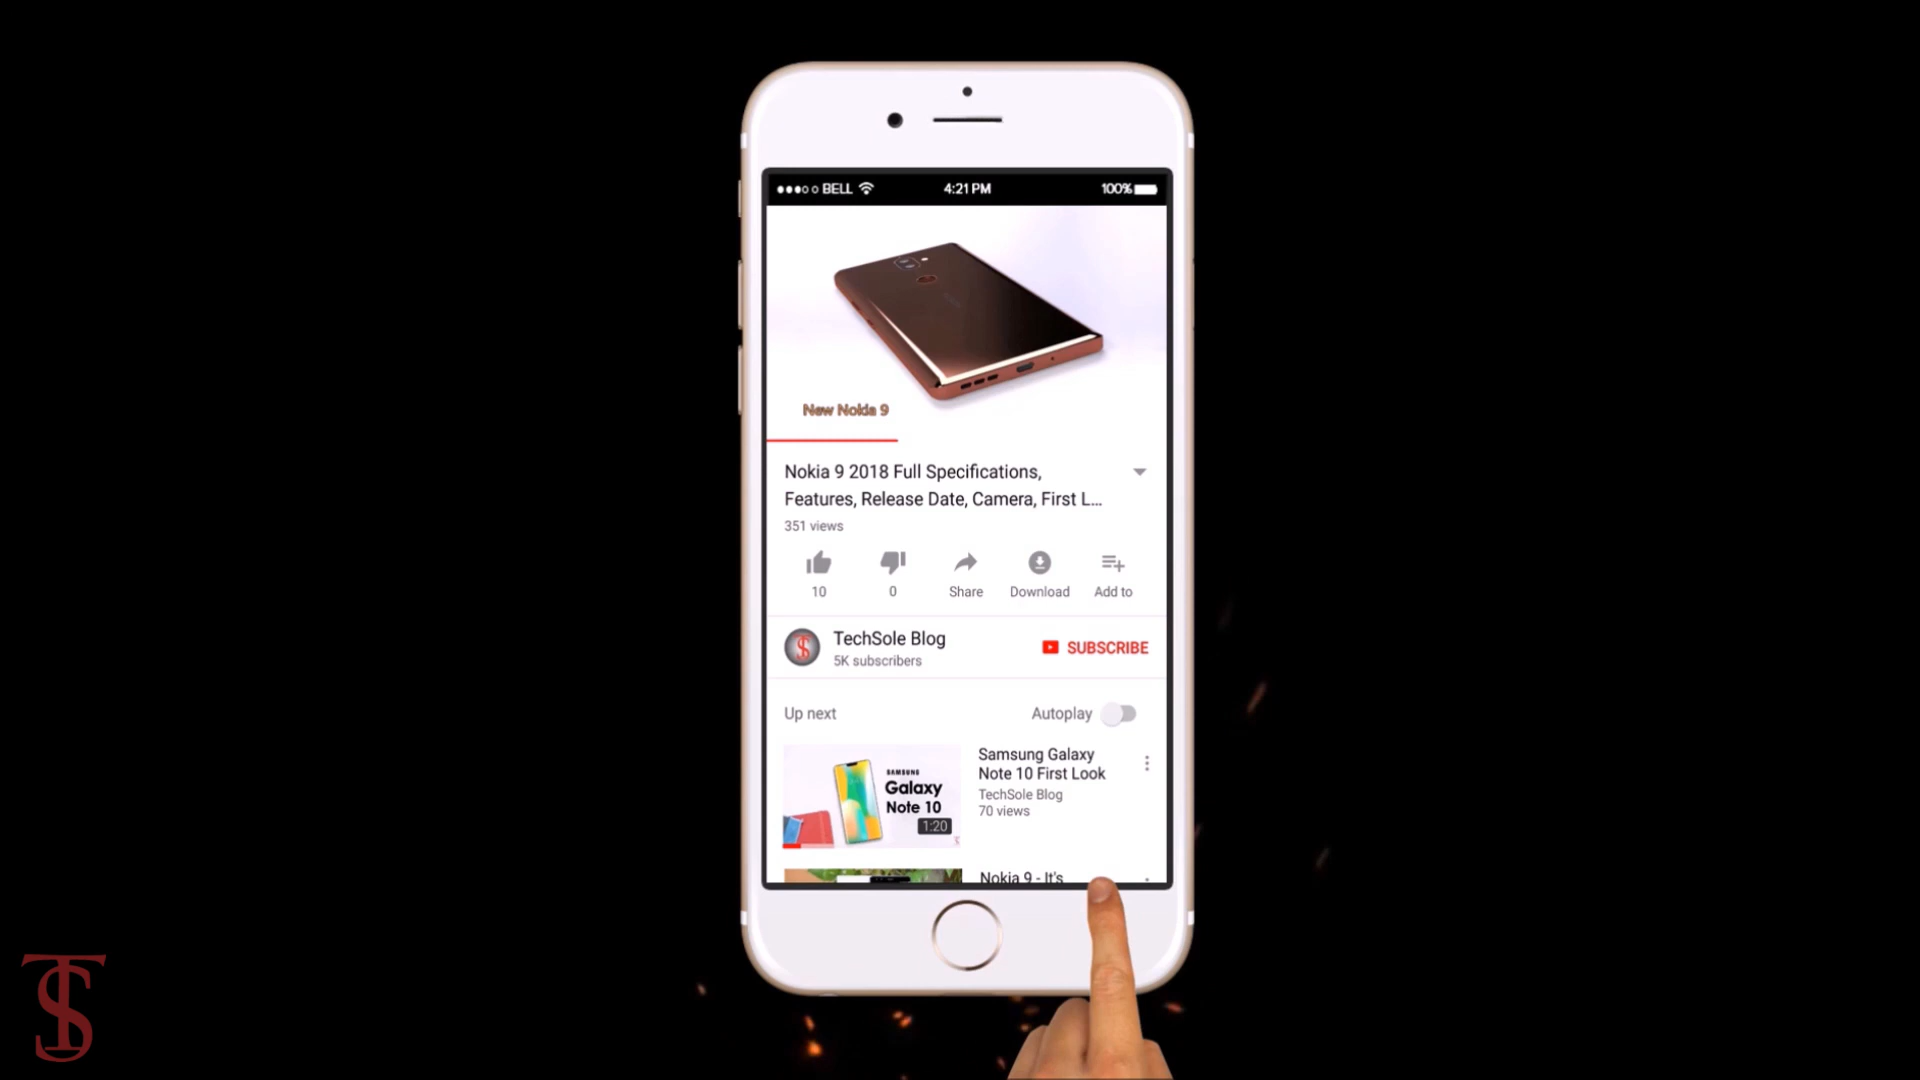 BELL 4:21 PM 100%
New Nokia 9
Nokia 9 2018 Full Specifications,
Features, Release Date, Camera, First L...
351 views
10 0 Share Download Add to
TechSole Blog
5K subscribers
SUBSCRIBE
Up next Autoplay
SAMSUNG
Galaxy
Note 10
1:20
Samsung Galaxy
Note 10 First Look
TechSole Blog
70 views
Nokia 9 - It's
TS